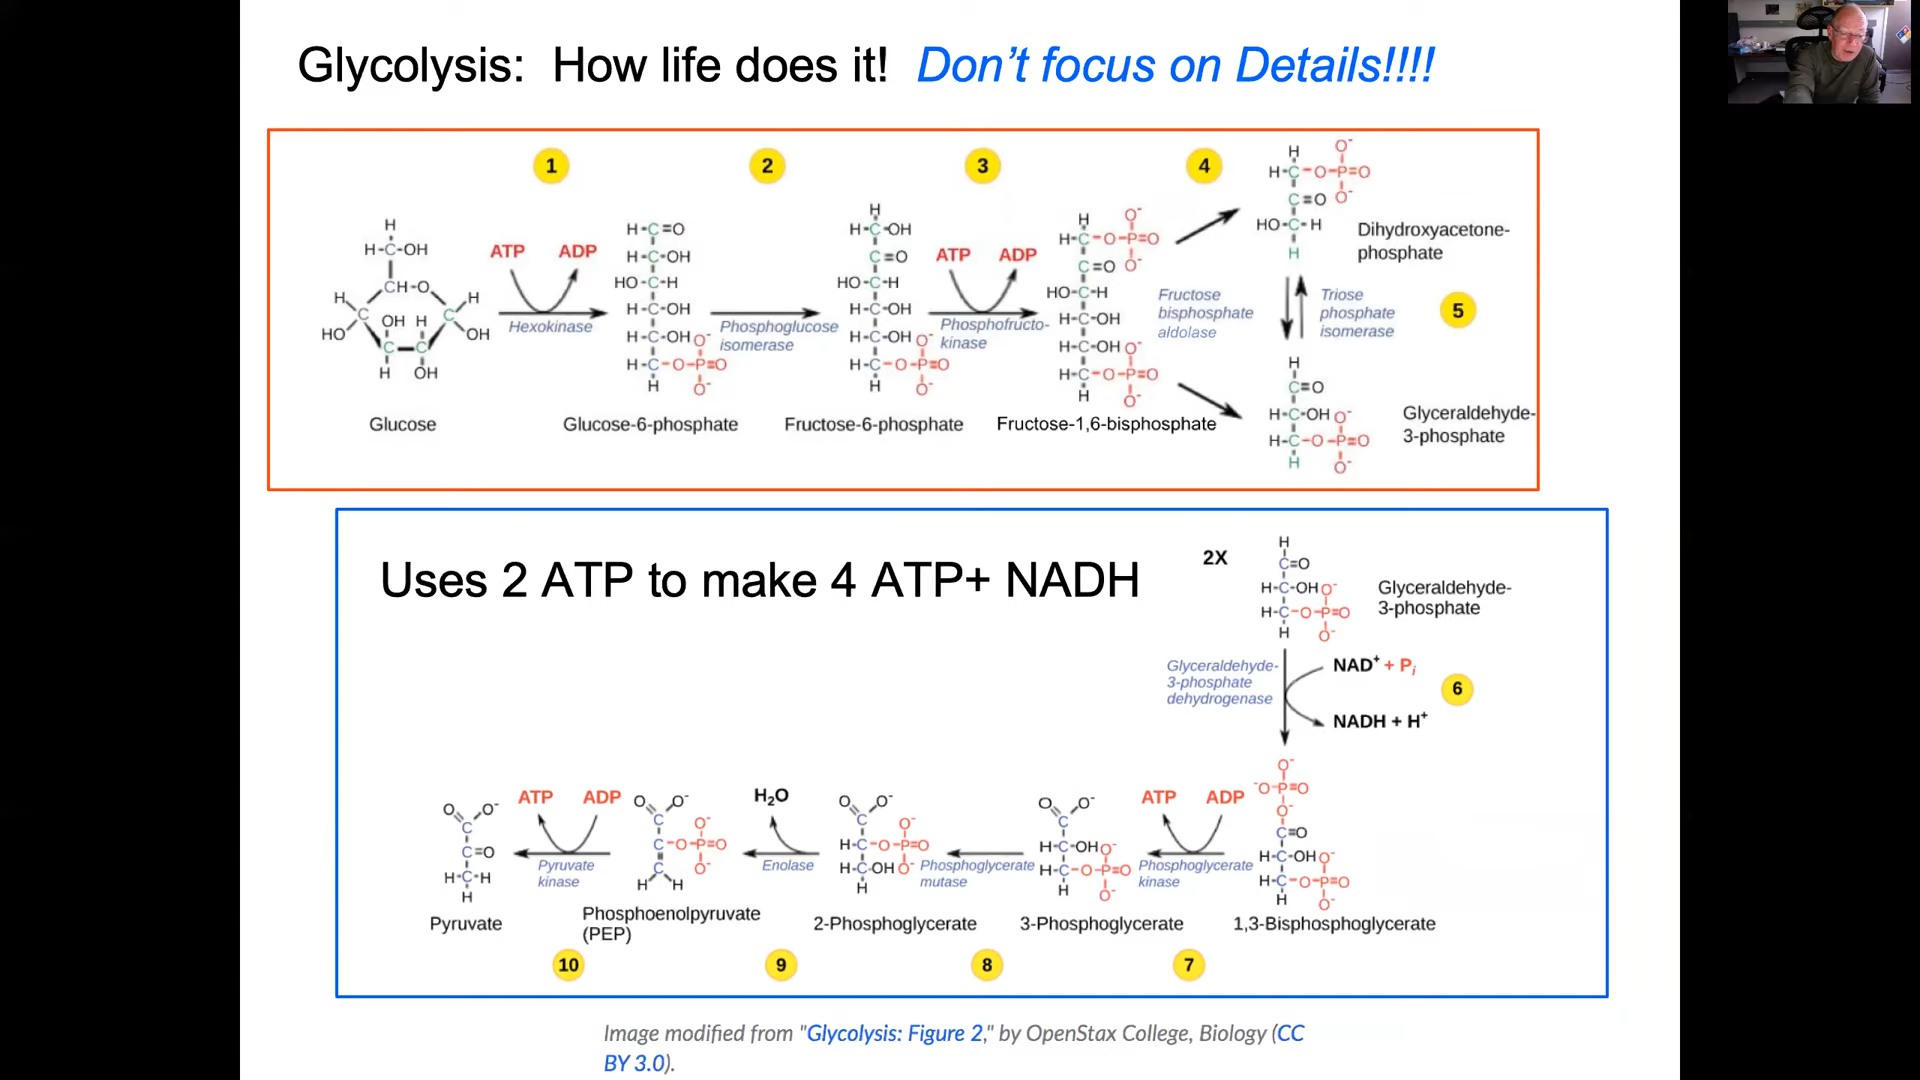 Glycolysis: How life does it! Don't focus on Details!!!!
1
2
3
4
ATP ADP
Hexokinase
Phosphoglucose
isomerase
ATP ADP
Phosphofructo-
kinase
Fructose
bisphosphate
aldolase
Dihydroxyacetone-
phosphate
Triose
phosphate
isomerase
5
H
H-C-OH
CH-O
H H
C OH H C
HO OH
C C
H OH
Glucose
H-C=O
H-C-OH
HO-C-H
H-C-OH
H-C-OH O-
H-C-O-P=O
H O-
Glucose-6-phosphate
H
H-C-OH
C=O
HO-C-H
H-C-OH
H-C-OH O-
H-C-O-P=O
H O-
Fructose-6-phosphate
H O-
H-C-O-P=O
C=O O-
HO-C-H
H-C-OH
H-C-OH O-
H-C-O-P=O
H O-
Fructose-1,6-bisphosphate
H O-
H-C-O-P=O
C=O O-
HO-C-H
H
H
C=O
H-C-OH O-
H-C-O-P=O
H O-
Glyceraldehyde-
3-phosphate
Uses 2 ATP to make 4 ATP+ NADH
2X
H
C=O
H-C-OH O-
H-C-O-P=O
H O-
Glyceraldehyde-
3-phosphate
Glyceraldehyde-
3-phosphate
dehydrogenase
NAD+ + Pi
NADH + H+
6
O-
-O-P=O
O-
C=O
H-C-OH O-
H-C-O-P=O
H O-
1,3-Bisphosphoglycerate
ATP ADP
Phosphoglycerate
kinase
7
O O-
C
H-C-OH O-
H-C-O-P=O
H O-
3-Phosphoglycerate
Phosphoglycerate
mutase
8
O O-
C O-
H-C-O-P=O
H-C-OH O-
H
2-Phosphoglycerate
H2O
Enolase
9
O O-
C O-
C-O-P=O
C O-
H H
Phosphoenolpyruvate
(PEP)
ATP ADP
Pyruvate
kinase
10
O O-
C
C=O
H-C-H
H
Pyruvate
Image modified from "Glycolysis: Figure 2," by OpenStax College, Biology (CC
BY 3.0).